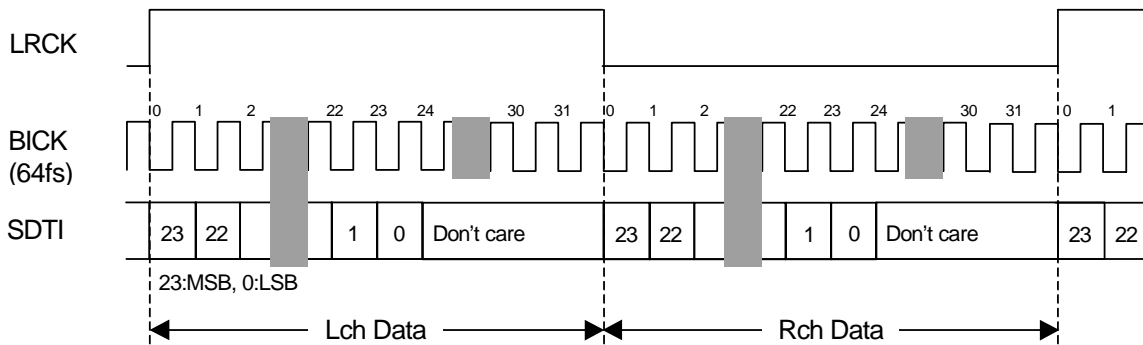 LRCK
0 1 2 22 23 24 30 31 0 1 2 22 23 24 30 31 0 1
BICK
(64fs)
SDTI 23 22 1 0 Don't care 23 22 1 0 Don't care 23 22
23:MSB, 0:LSB
Lch Data Rch Data